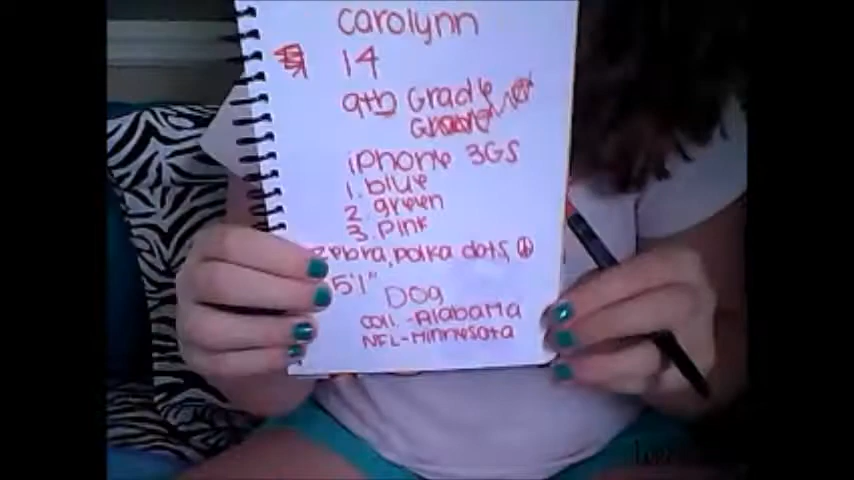 carolynn
14
9th Grade
iphone 3GS
1. blue
2. green
3. pink
zebra, polka dots, ☮
5'1"
DOG
coll. -Alabama
NFL-Minnesota